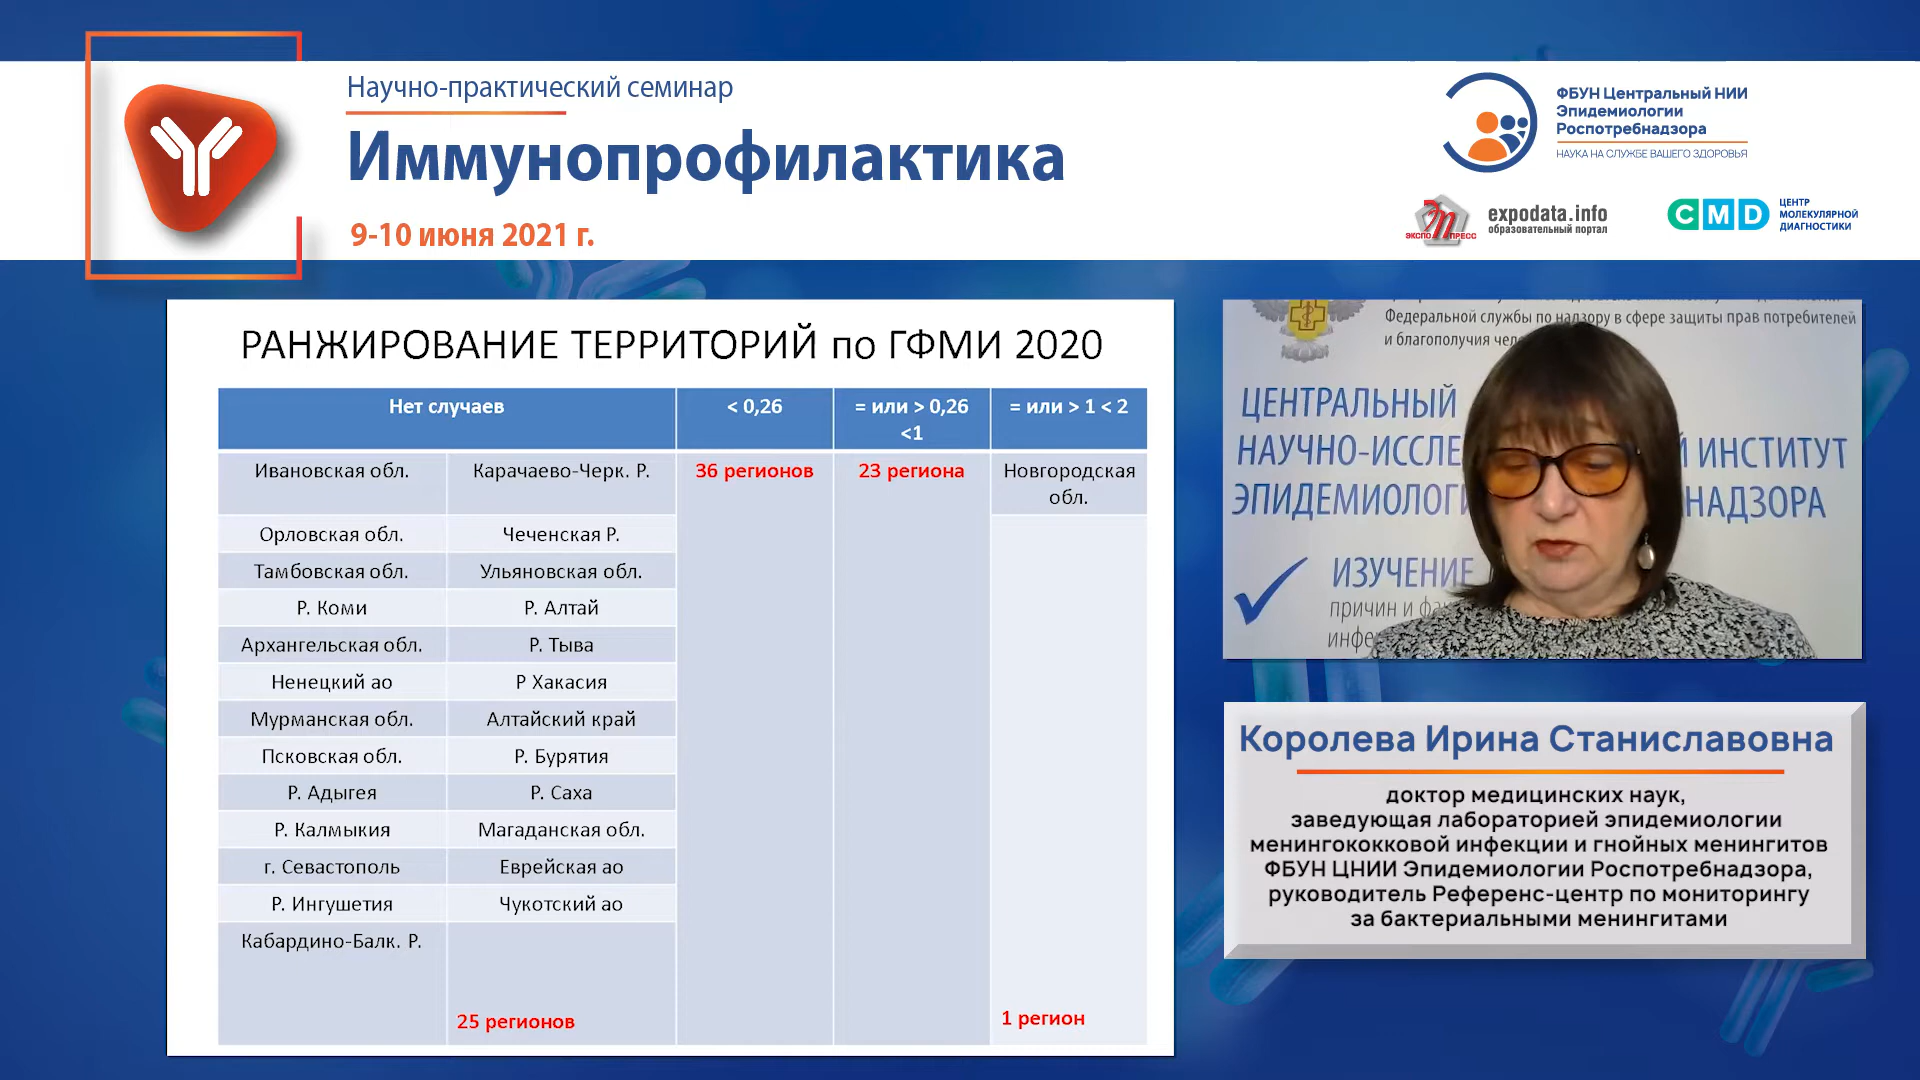 Научно-практический семинар
Иммунопрофилактика
9-10 июня 2021 г.
ФБУН Центральный НИИ
Эпидемиологии
Роспотребнадзора
НАУКА НА СЛУЖБЕ ВАШЕГО ЗДОРОВЬЯ
ЭКСПО ПРЕСС
expodata.info
образовательный портал
CMD
ЦЕНТР
МОЛЕКУЛЯРНОЙ
ДИАГНОСТИКИ
РАНЖИРОВАНИЕ ТЕРРИТОРИЙ по ГФМИ 2020
Нет случаев
< 0,26
= или > 0,26
<1
= или > 1 < 2
Ивановская обл. Карачаево-Черк. Р. 36 регионов 23 региона Новгородская
обл.
Орловская обл. Чеченская Р.
Тамбовская обл. Ульяновская обл.
Р. Коми Р. Алтай
Архангельская обл. Р. Тыва
Ненецкий ао Р Хакасия
Мурманская обл. Алтайский край
Псковская обл. Р. Бурятия
Р. Адыгея Р. Саха
Р. Калмыкия Магаданская обл.
г. Севастополь Еврейская ао
Р. Ингушетия Чукотский ао
Кабардино-Балк. Р.
25 регионов 1 регион
Федеральной службы по надзору в сфере защиты прав потребителей
и благополучия чел
ЦЕНТРАЛЬНЫЙ
НАУЧНО-ИССЛЕ Й ИНСТИТУТ
ЭПИДЕМИОЛОГИ НАДЗОРА
ИЗУЧЕНИЕ
причин и фа
инфе
Королева Ирина Станиславовна
доктор медицинских наук,
заведующая лабораторией эпидемиологии
менингококковой инфекции и гнойных менингитов
ФБУН ЦНИИ Эпидемиологии Роспотребнадзора,
руководитель Референс-центр по мониторингу
за бактериальными менингитами